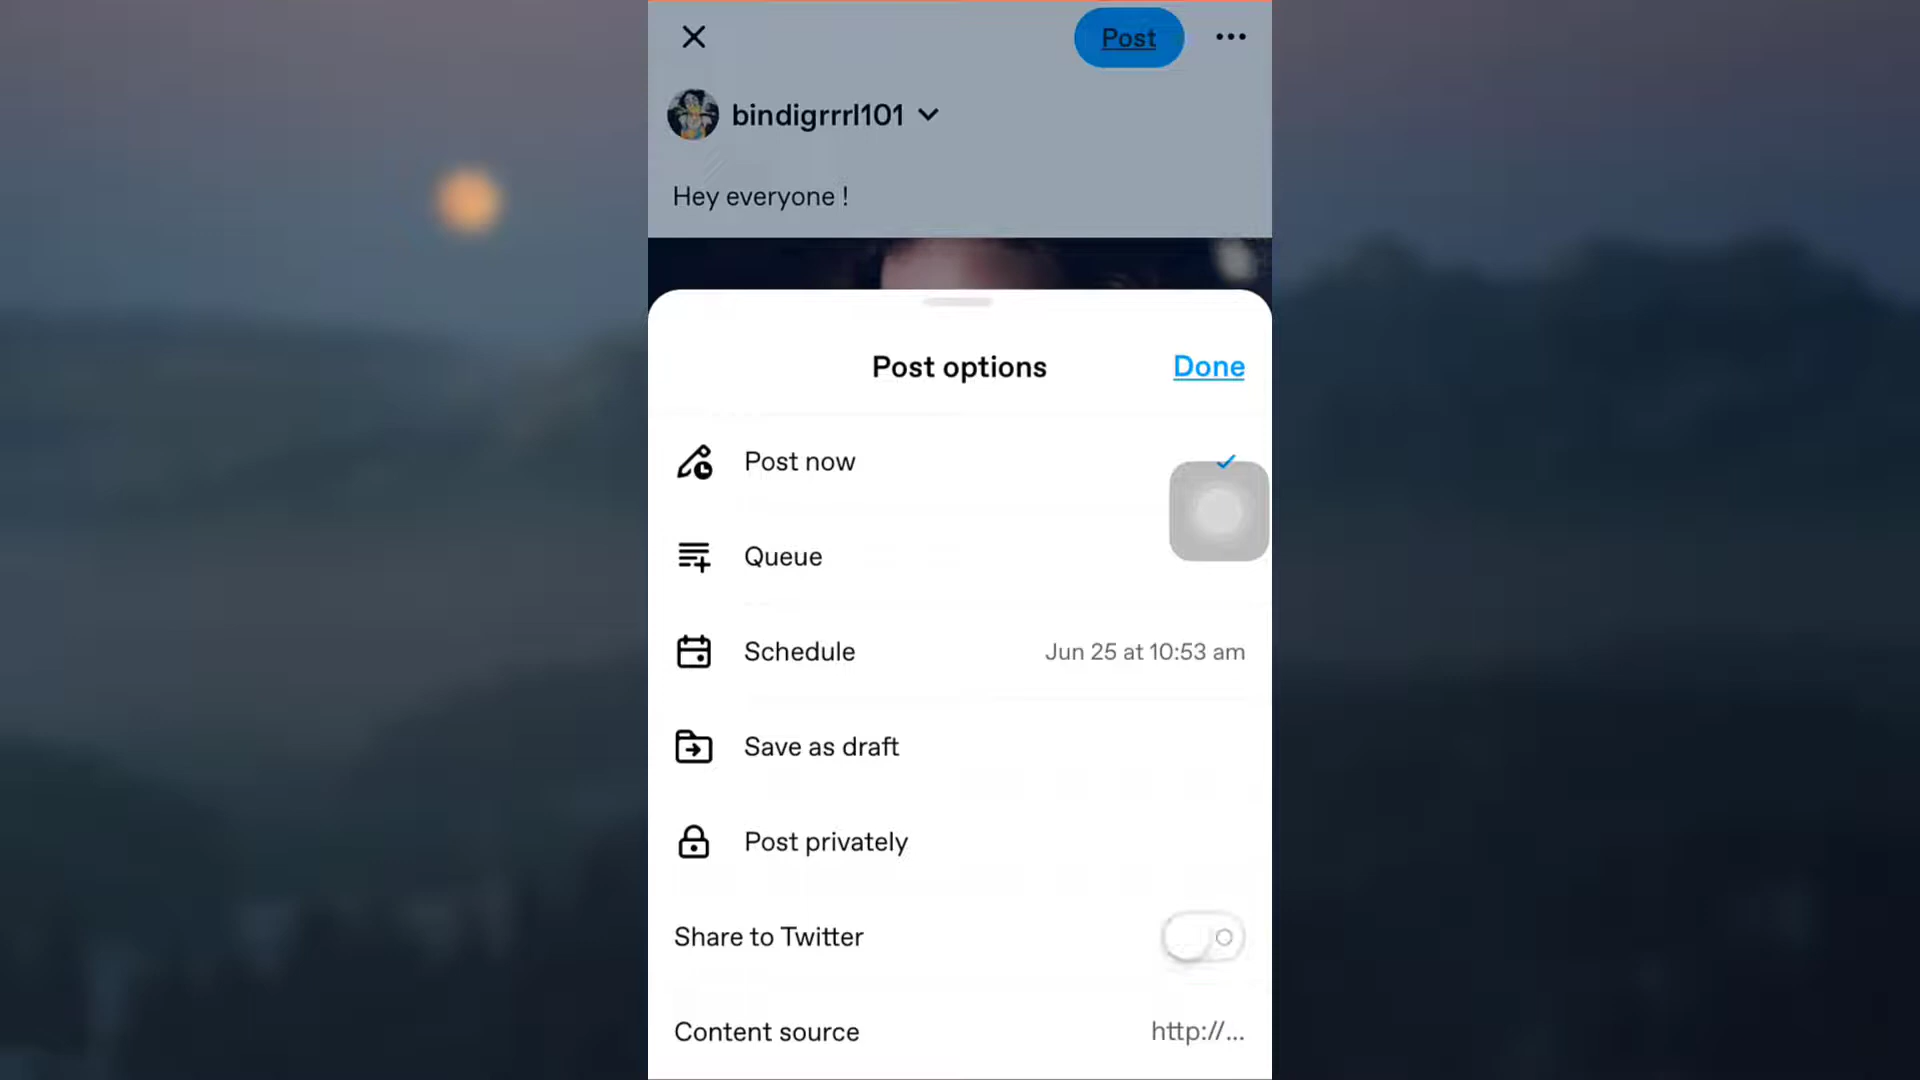 Post
bindigrrrl101
Hey everyone !
Post options
Done
Post now
Queue
Schedule
Jun 25 at 10:53 am
Save as draft
Post privately
Share to Twitter
Content source
http://...